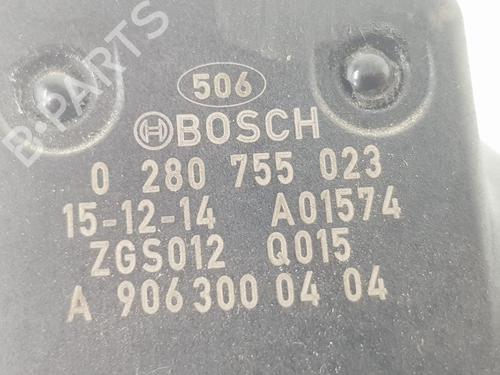 B-PARTS
506
BOSCH
0 280 755 023
15-12-14 A01574
ZGS012 Q015
A 906 300 04 04